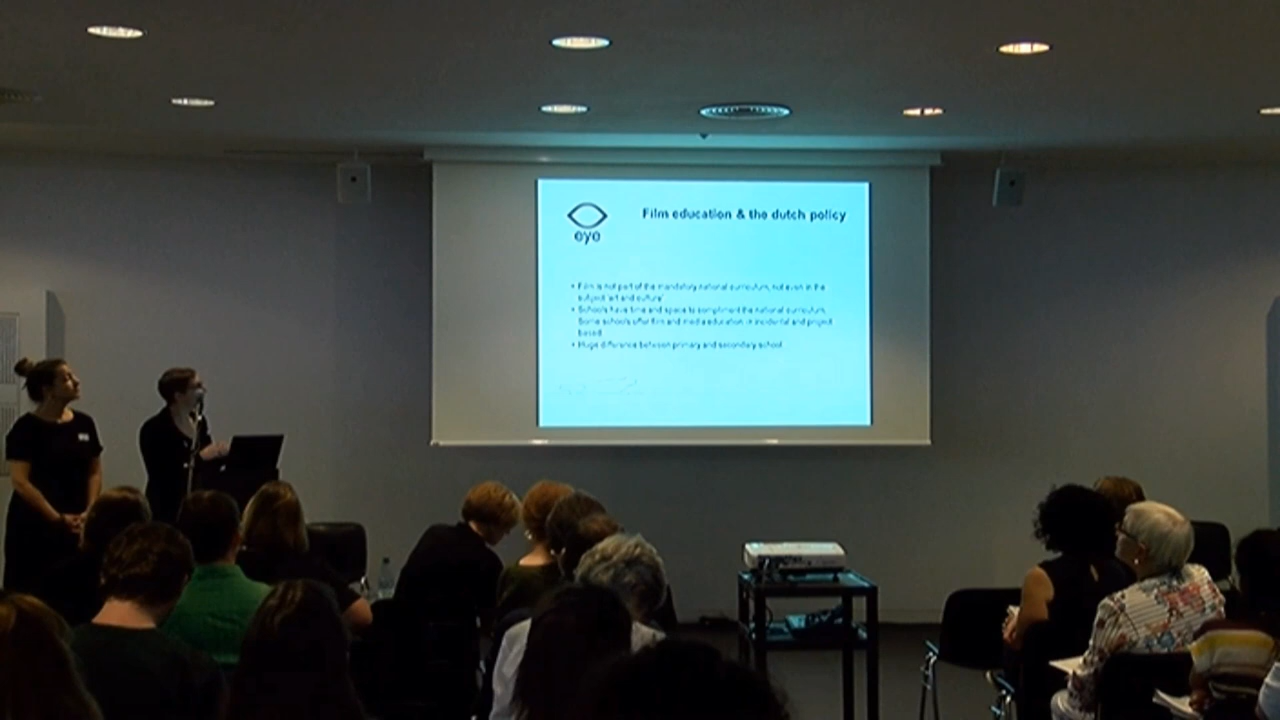 Film education & the dutch policy
eye
• Film is not part of the mandatory national curriculum, not even in the
subject 'art and culture'
• Schools have time and space to compliment the national curriculum.
Some schools offer film and media education in incidental and project
based.
• Huge difference between primary and secondary school